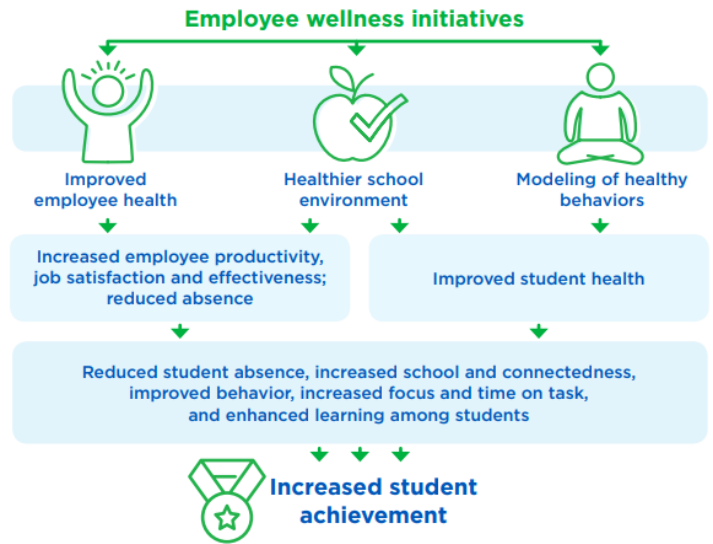 Employee wellness initiatives
Improved
employee health
Healthier school
environment
Modeling of healthy
behaviors
Increased employee productivity,
job satisfaction and effectiveness;
reduced absence
Improved student health
Reduced student absence, increased school and connectedness,
improved behavior, increased focus and time on task,
and enhanced learning among students
Increased student
achievement